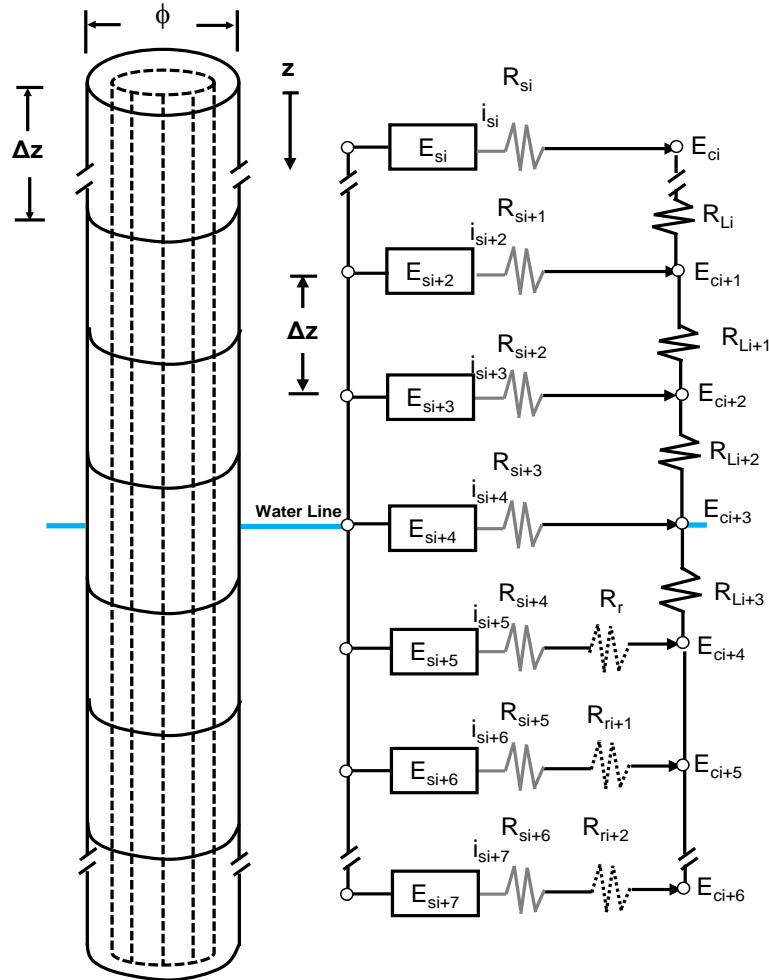 ϕ
z
Δz
R_si
i_si
E_si
E_ci
R_Li
R_si+1
i_si+2
E_si+2
E_ci+1
Δz
R_Li+1
R_si+2
i_si+3
E_si+3
E_ci+2
R_Li+2
R_si+3
i_si+4
Water Line
E_si+4
E_ci+3
R_Li+3
R_si+4
R_r
i_si+5
E_si+5
E_ci+4
R_si+5
R_ri+1
i_si+6
E_si+6
E_ci+5
R_si+6
R_ri+2
i_si+7
E_si+7
E_ci+6